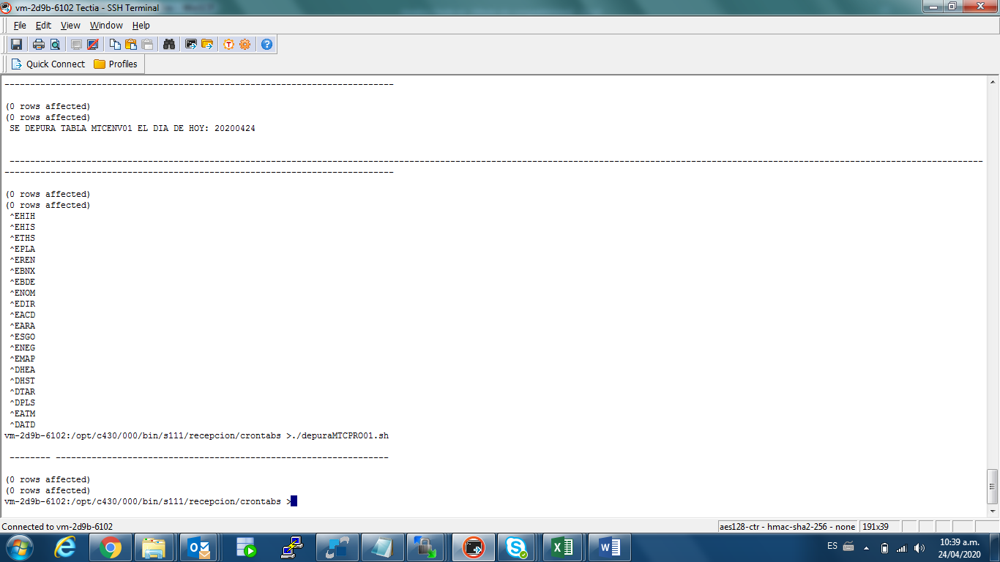 vm-2d9b-6102 Tectia - SSH Terminal
File Edit View Window Help
Quick Connect Profiles
----------------------------------------------------------------------------
(0 rows affected)
(0 rows affected)
SE DEPURA TABLA MTCENV01 EL DIA DE HOY: 20200424
-----------------------------------------------------------------------------------------------------------------------------------------------------------------------------------------------
----------------------------------------------------------------------------
(0 rows affected)
(0 rows affected)
^EHIH
^EHIS
^ETHS
^EPLA
^EREN
^EBNX
^EBDE
^ENOM
^EDIR
^EACD
^EARA
^ESGO
^ENEG
^EMAP
^DHEA
^DHST
^DTAR
^DPLS
^EATM
^DATD
vm-2d9b-6102:/opt/c430/000/bin/s111/recepcion/crontabs >./depuraMTCPRO01.sh
-------- -----------------------------------------------------------------
(0 rows affected)
(0 rows affected)
vm-2d9b-6102:/opt/c430/000/bin/s111/recepcion/crontabs >
Connected to vm-2d9b-6102 aes128-ctr - hmac-sha2-256 - none 191x39
ES 10:39 a.m.
24/04/2020